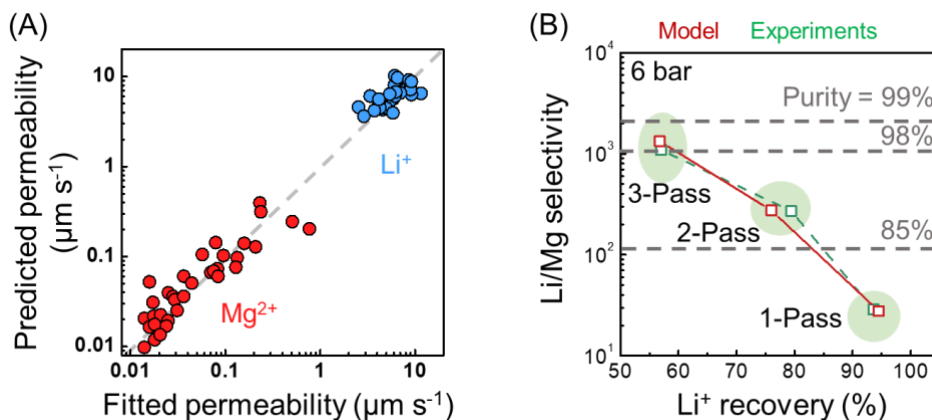 (A)
Predicted permeability
(μm s⁻¹)
10
1
0.1
0.01
Li⁺
Mg²⁺
0.01
0.1
1
10
Fitted permeability (μm s⁻¹)
(B)
Model
Experiments
Li/Mg selectivity
10⁴
10³
10²
10¹
6 bar
Purity = 99%
98%
3-Pass
2-Pass
85%
1-Pass
50
60
70
80
90
100
Li⁺ recovery (%)